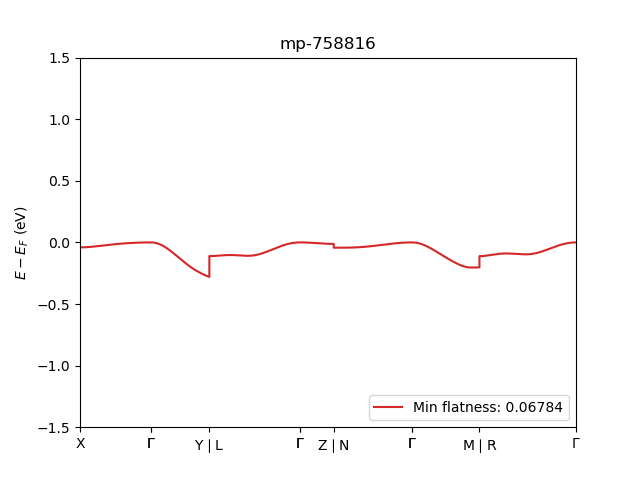 mp-758816
E − E_F (eV)
1.5
1.0
0.5
0.0
−0.5
−1.0
−1.5
Min flatness: 0.06784
X Γ Y | L Γ Z | N Γ M | R Γ